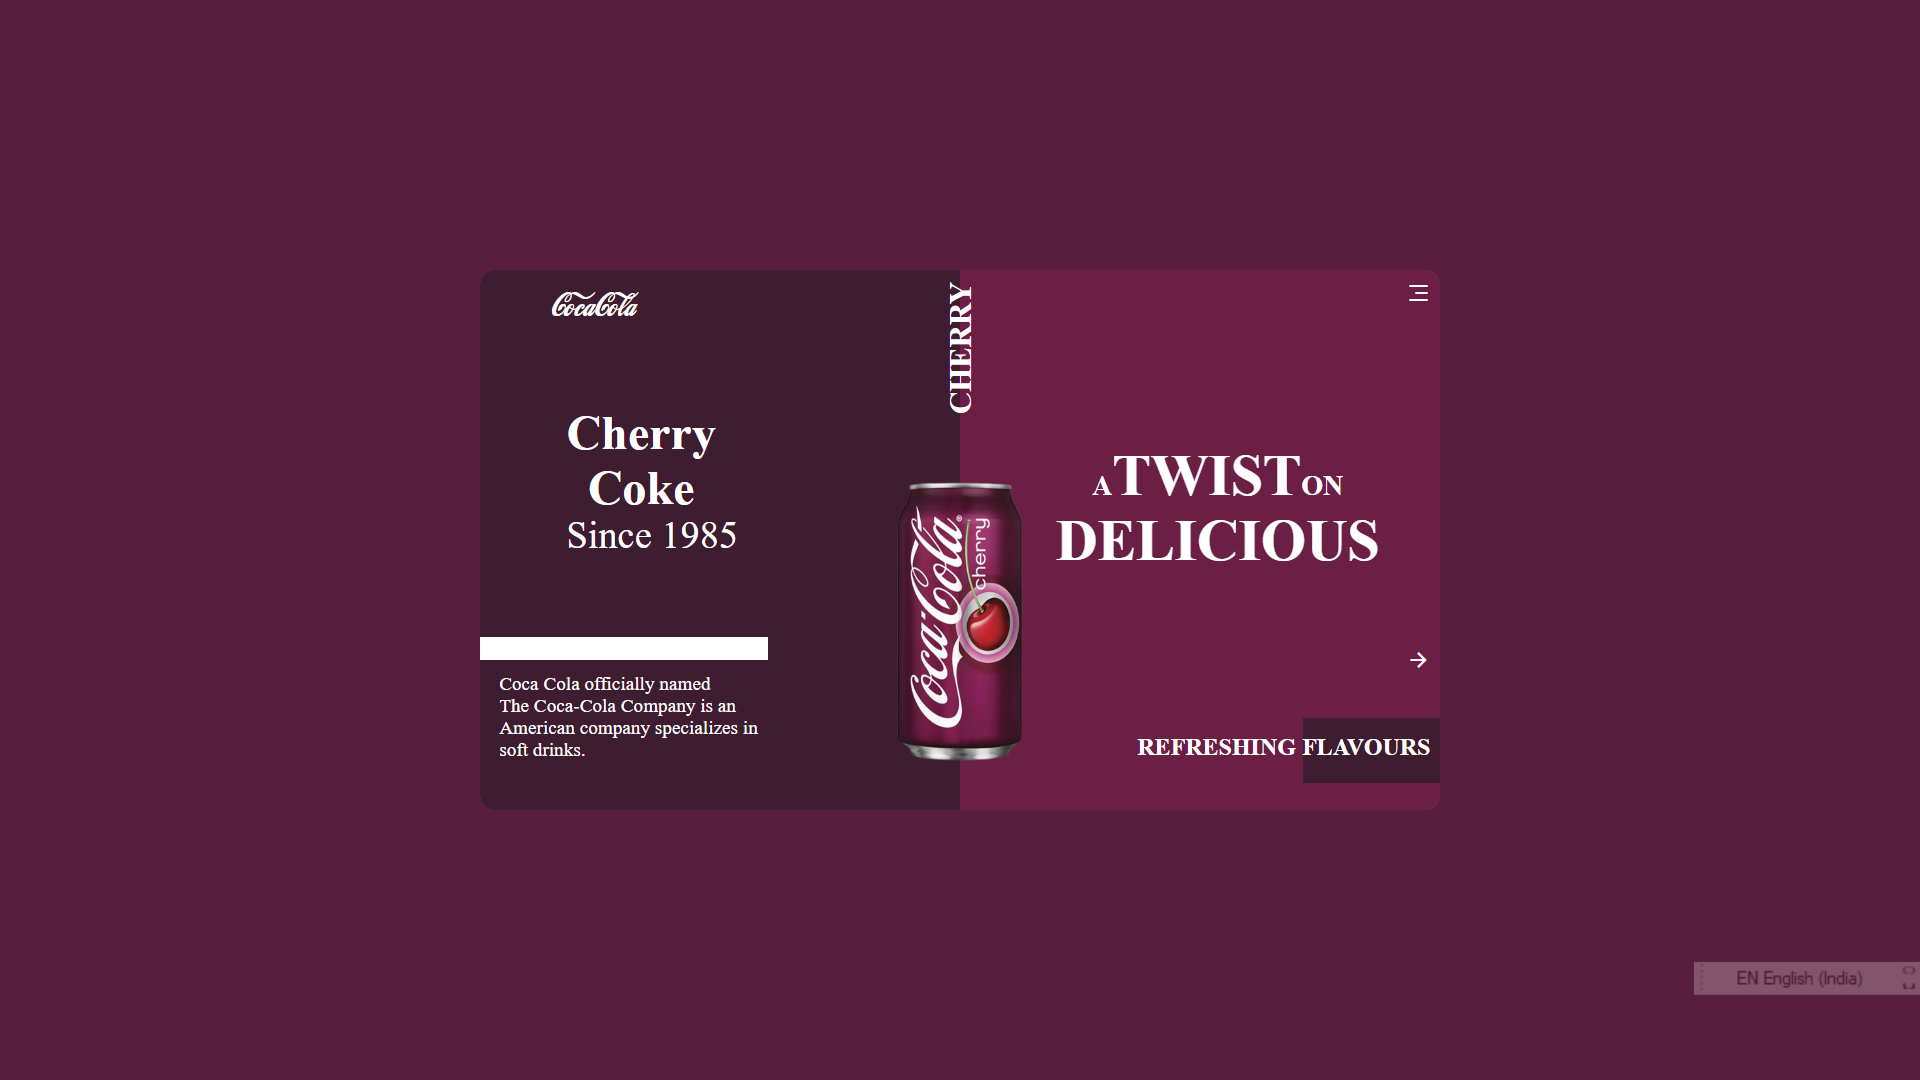 CocaCola
CHERRY
Cherry
Coke
Since 1985
A TWIST ON
DELICIOUS
Coca-Cola
cherry
Coca Cola officially named
The Coca-Cola Company is an
American company specializes in
soft drinks.
REFRESHING FLAVOURS
EN English (India)